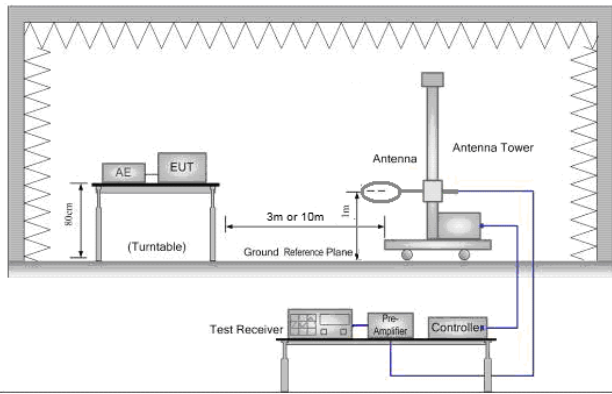 Antenna
Antenna Tower
AE
EUT
80cm
1m
3m or 10m
(Turntable)
Ground Reference Plane
Test Receiver
Pre-
Amplifier
Controller